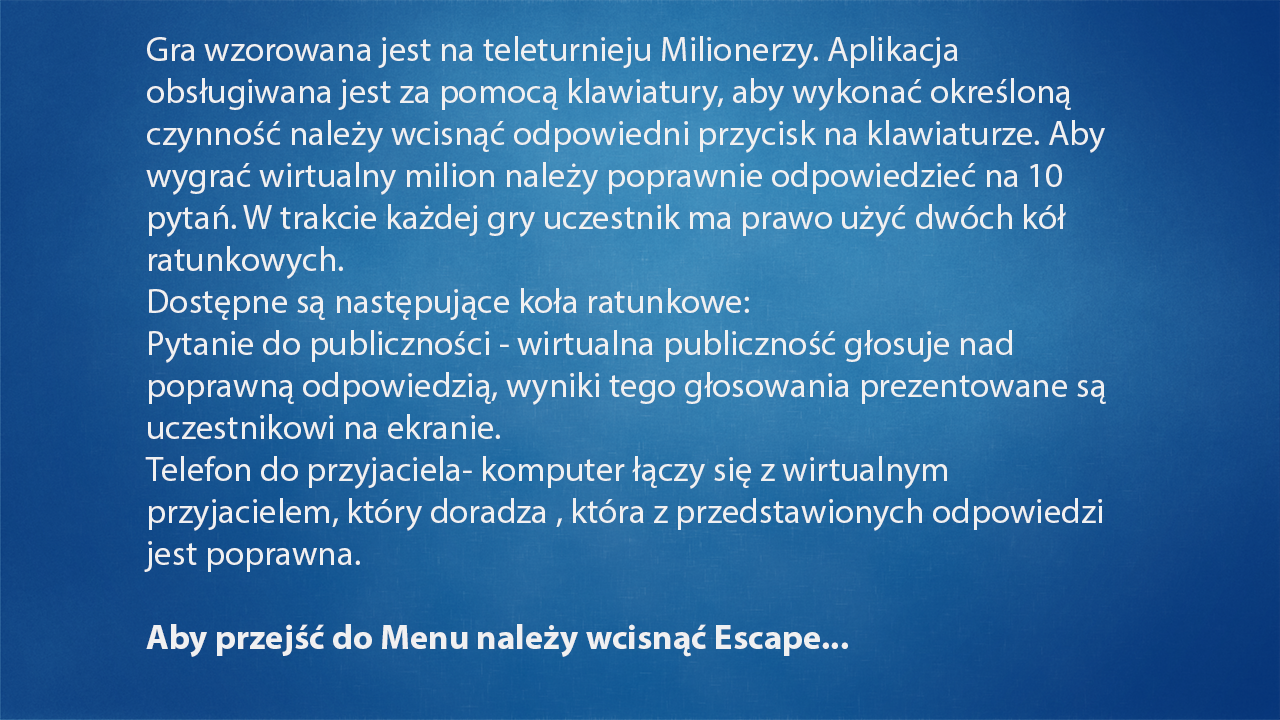 Gra wzorowana jest na teleturnieju Milionerzy. Aplikacja
obsługiwana jest za pomocą klawiatury, aby wykonać określoną
czynność należy wcisnąć odpowiedni przycisk na klawiaturze. Aby
wygrać wirtualny milion należy poprawnie odpowiedzieć na 10
pytań. W trakcie każdej gry uczestnik ma prawo użyć dwóch kół
ratunkowych.
Dostępne są następujące koła ratunkowe:
Pytanie do publiczności - wirtualna publiczność głosuje nad
poprawną odpowiedzią, wyniki tego głosowania prezentowane są
uczestnikowi na ekranie.
Telefon do przyjaciela- komputer łączy się z wirtualnym
przyjacielem, który doradza , która z przedstawionych odpowiedzi
jest poprawna.
Aby przejść do Menu należy wcisnąć Escape...